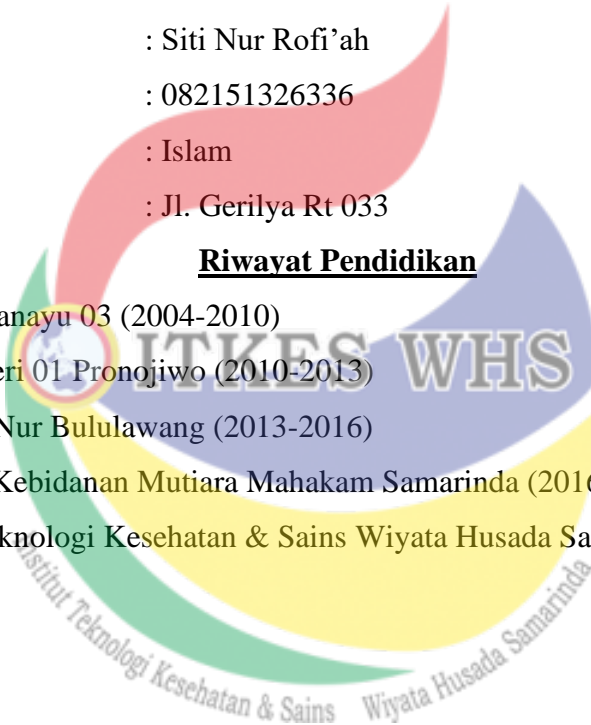 : Siti Nur Rofi’ah
: 082151326336
: Islam
: Jl. Gerilya Rt 033
Riwayat Pendidikan
anayu 03 (2004-2010)
eri 01 Pronojiwo (2010-2013)
ITKES WHS
Nur Bululawang (2013-2016)
Kebidanan Mutiara Mahakam Samarinda (2016
knologi Kesehatan & Sains Wiyata Husada Sa
Institut Teknologi Kesehatan & Sains Wiyata Husada Samarinda